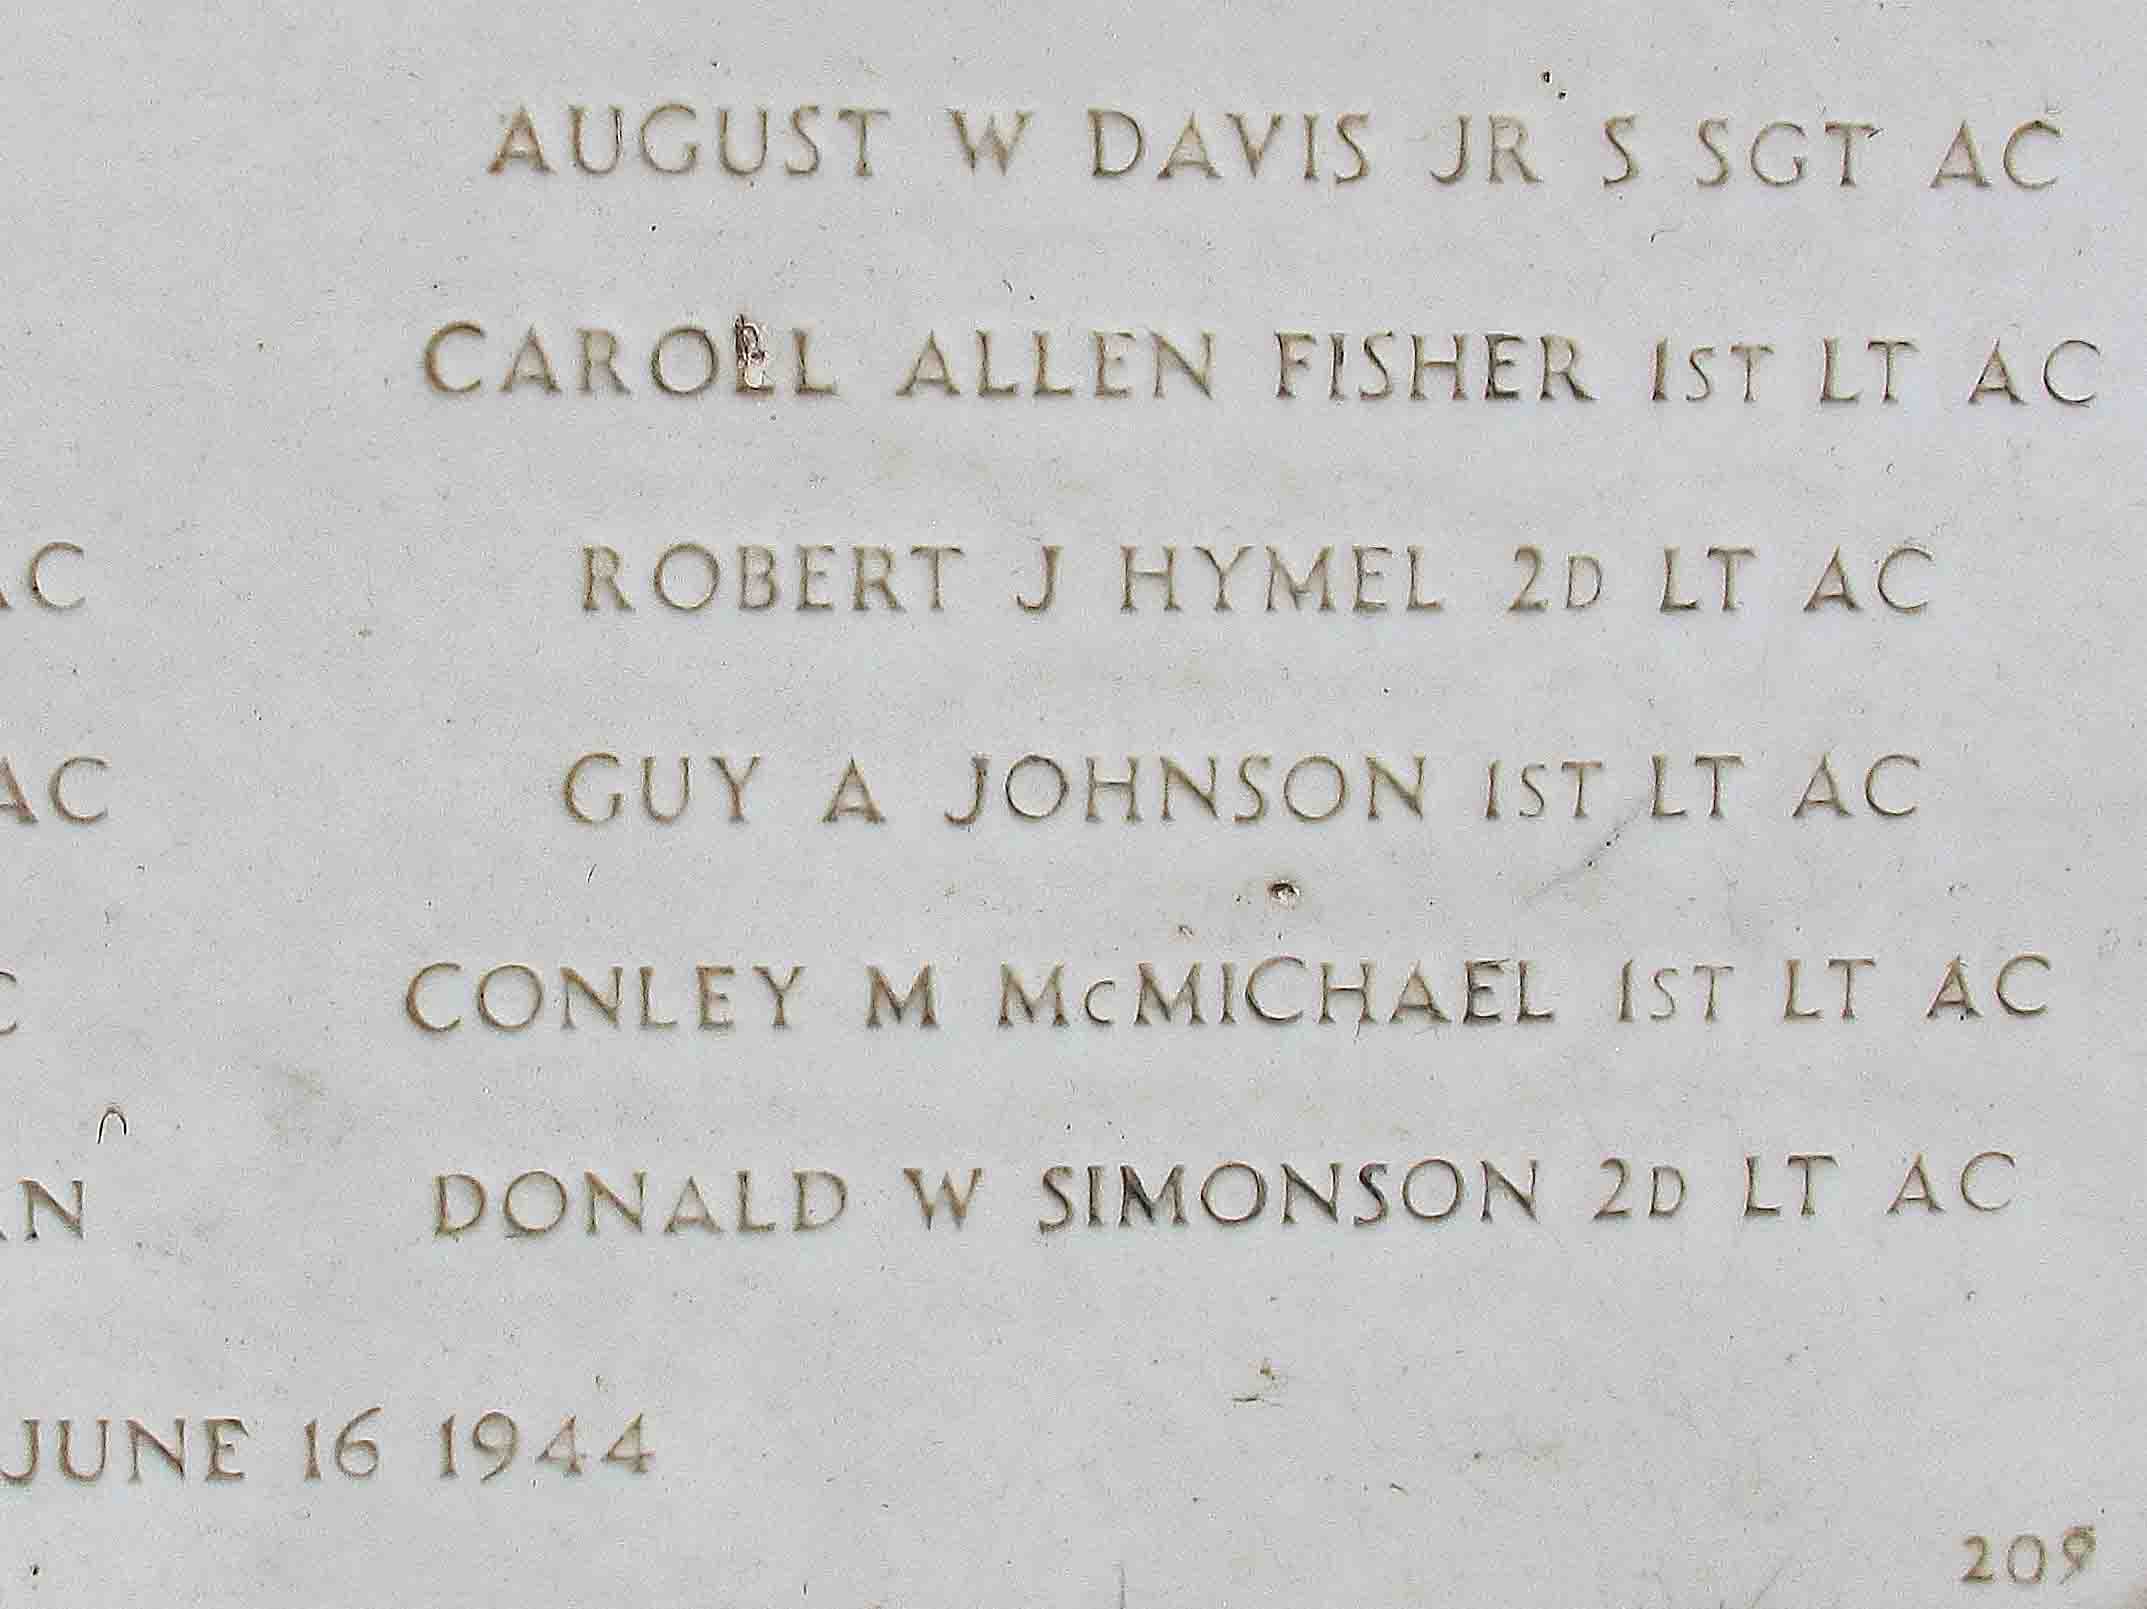 AUGUST W DAVIS JR S SGT AC
CAROLL ALLEN FISHER 1ST LT AC
AC ROBERT J HYMEL 2D LT AC
AC GUY A JOHNSON 1ST LT AC
C CONLEY M McMICHAEL 1ST LT AC
AN DONALD W SIMONSON 2D LT AC
JUNE 16 1944
209